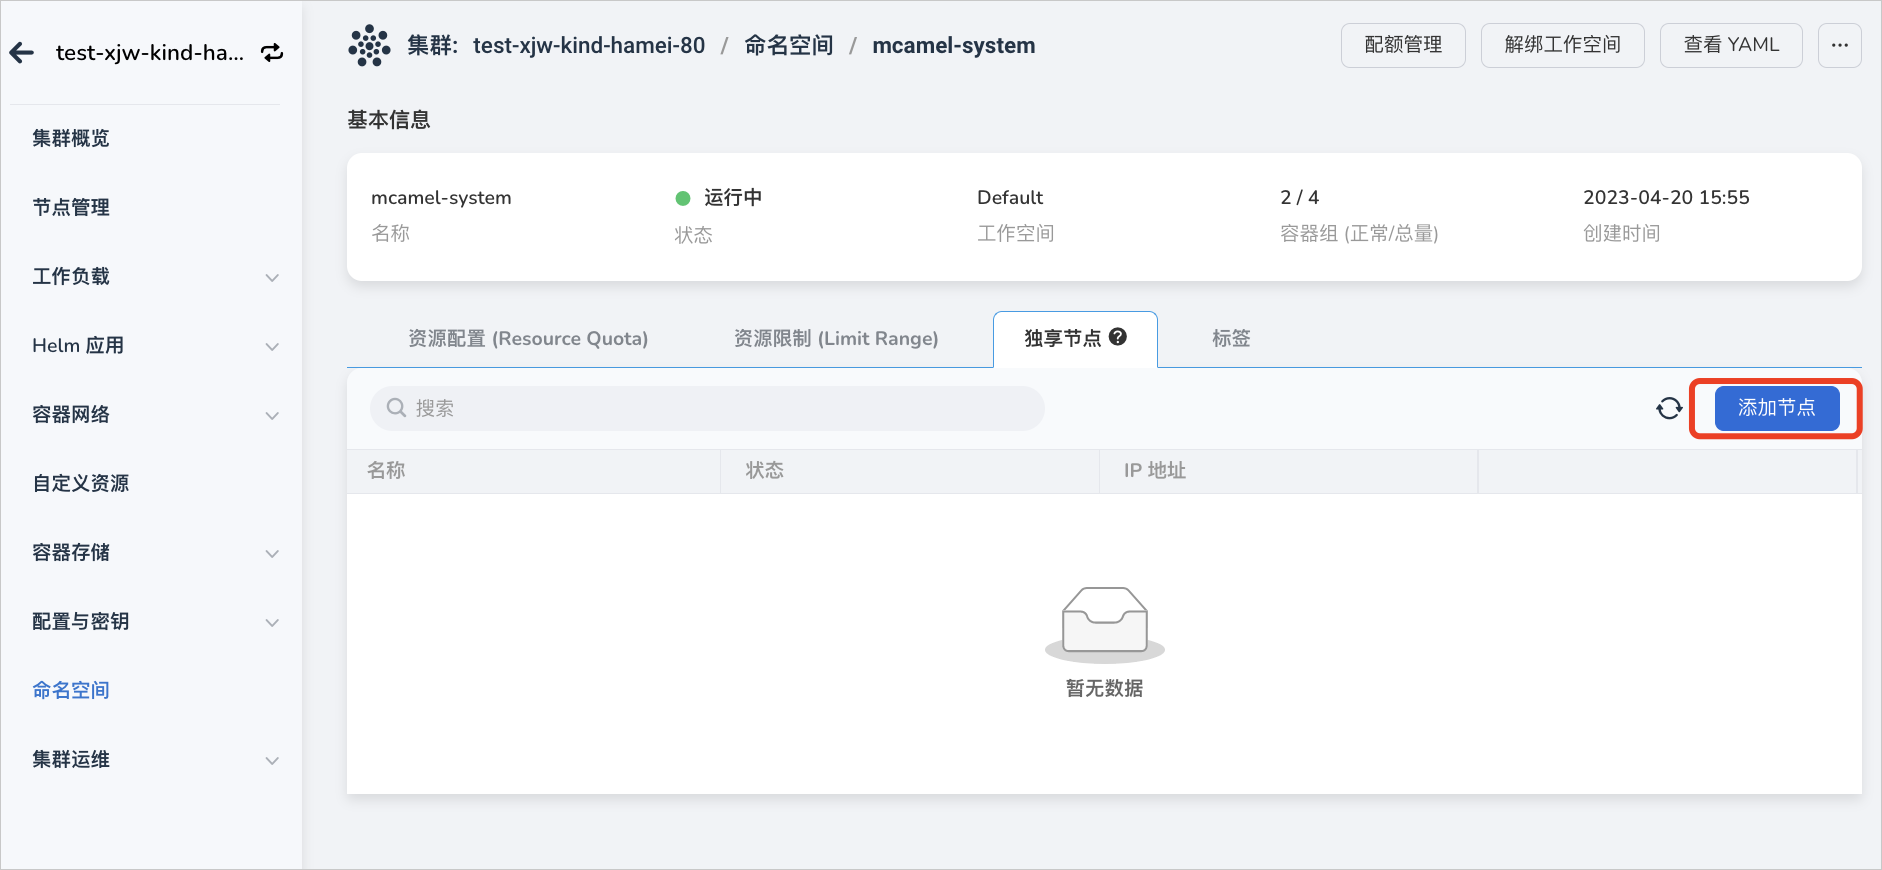 test-xjw-kind-ha...
集群概览
节点管理
工作负载
Helm 应用
容器网络
自定义资源
容器存储
配置与密钥
命名空间
集群运维
集群: test-xjw-kind-hamei-80 / 命名空间 / mcamel-system
配额管理 解绑工作空间 查看 YAML ...
基本信息
mcamel-system 运行中 Default 2 / 4 2023-04-20 15:55
名称 状态 工作空间 容器组 (正常/总量) 创建时间
资源配置 (Resource Quota) 资源限制 (Limit Range) 独享节点 ? 标签
搜索 添加节点
名称 状态 IP 地址
暂无数据